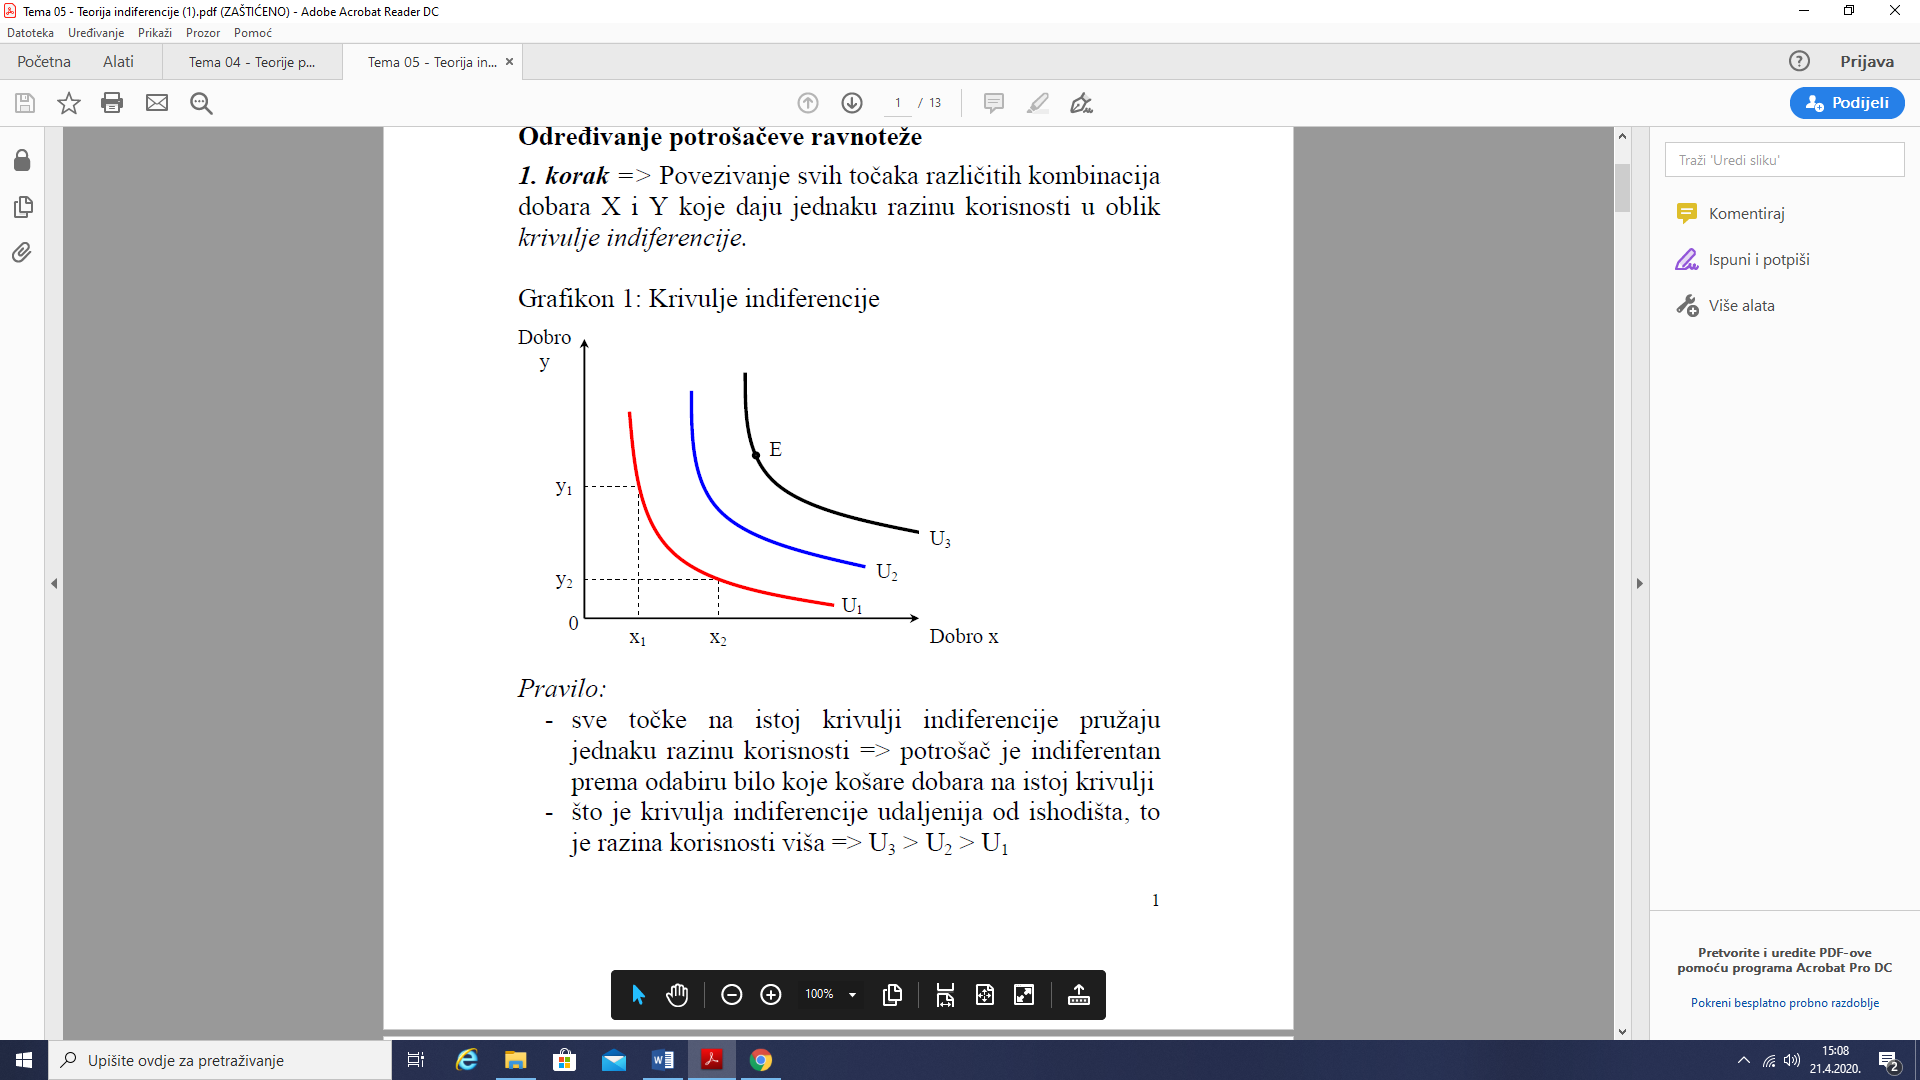 Tema 05 - Teorija indiferencije (1).pdf (ZAŠTIĆENO) - Adobe Acrobat Reader DC
Datoteka Uređivanje Prikaži Prozor Pomoć
Početna Alati Tema 04 - Teorije p... Tema 05 - Teorija in... Prijava
1 / 13 Podijeli
Određivanje potrošačeve ravnoteže
1. korak => Povezivanje svih točaka različitih kombinacija
dobara X i Y koje daju jednaku razinu korisnosti u oblik
krivulje indiferencije.
Grafikon 1: Krivulje indiferencije
Dobro
y
E
y1
U3
U2
y2
U1
0
x1 x2 Dobro x
Pravilo:
- sve točke na istoj krivulji indiferencije pružaju
jednaku razinu korisnosti => potrošač je indiferentan
prema odabiru bilo koje košare dobara na istoj krivulji
- što je krivulja indiferencije udaljenija od ishodišta, to
je razina korisnosti viša => U3 > U2 > U1
1
100%
Traži 'Uredi sliku'
Komentiraj
Ispuni i potpiši
Više alata
Pretvorite i uredite PDF-ove
pomoću programa Acrobat Pro DC
Pokreni besplatno probno razdoblje
Upišite ovdje za pretraživanje
15:08
21.4.2020.
2